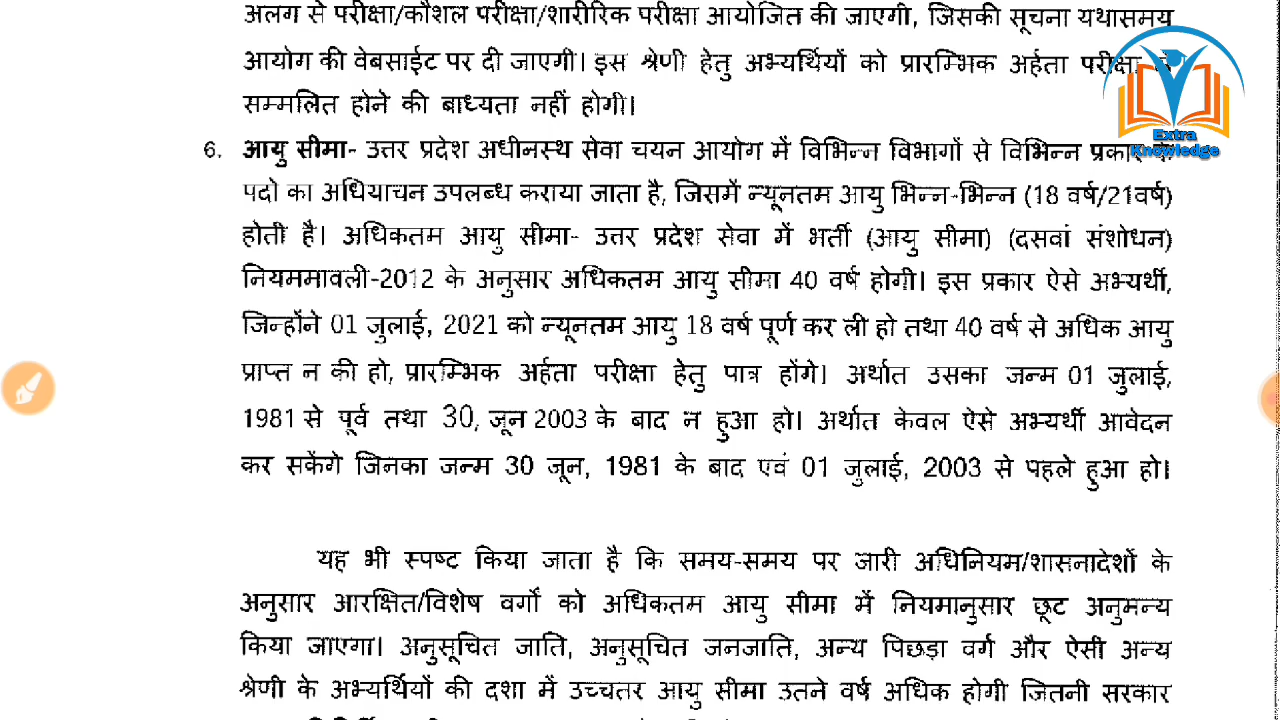 अलग से परीक्षा/कौशल परीक्षा/शारीरिक परीक्षा आयोजित की जाएगी, जिसकी सूचना यथासमय
आयोग की वेबसाईट पर दी जाएगी। इस श्रेणी हेतु अभ्यर्थियों को प्रारम्भिक अर्हता परीक्षा
सम्मलित होने की बाध्यता नहीं होगी।
Extra
Knowledge
6. आयु सीमा- उत्तर प्रदेश अधीनस्थ सेवा चयन आयोग में विभिन्न विभागों से विभिन्न प्रकार के
पदो का अधियाचन उपलब्ध कराया जाता है, जिसमें न्यूनतम आयु भिन्न-भिन्न (18 वर्ष/21वर्ष)
होती है। अधिकतम आयु सीमा- उत्तर प्रदेश सेवा में भर्ती (आयु सीमा) (दसवां संशोधन)
नियममावली-2012 के अनुसार अधिकतम आयु सीमा 40 वर्ष होगी। इस प्रकार ऐसे अभ्यर्थी,
जिन्होंने 01 जुलाई, 2021 को न्यूनतम आयु 18 वर्ष पूर्ण कर ली हो तथा 40 वर्ष से अधिक आयु
प्राप्त न की हो, प्रारम्भिक अर्हता परीक्षा हेतु पात्र होंगे। अर्थात उसका जन्म 01 जुलाई,
1981 से पूर्व तथा 30, जून 2003 के बाद न हुआ हो। अर्थात केवल ऐसे अभ्यर्थी आवेदन
कर सकेंगे जिनका जन्म 30 जून, 1981 के बाद एवं 01 जुलाई, 2003 से पहले हुआ हो।
यह भी स्पष्ट किया जाता है कि समय-समय पर जारी अधिनियम/शासनादेशों के
अनुसार आरक्षित/विशेष वर्गों को अधिकतम आयु सीमा में नियमानुसार छूट अनुमन्य
किया जाएगा। अनुसूचित जाति, अनुसूचित जनजाति, अन्य पिछड़ा वर्ग और ऐसी अन्य
श्रेणी के अभ्यर्थियों की दशा में उच्चतर आयु सीमा उतने वर्ष अधिक होगी जितनी सरकार